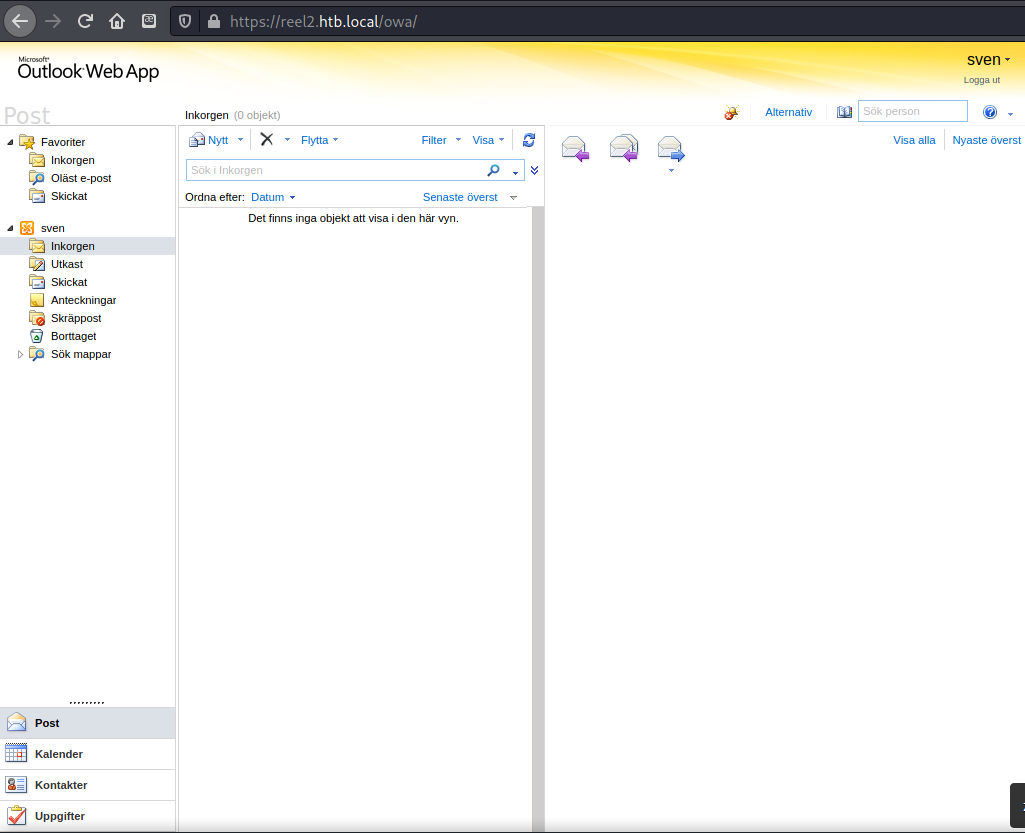 https://reel2.htb.local/owa/
Microsoft®
Outlook Web App
sven
Logga ut
Post
Inkorgen (0 objekt)
Alternativ
Sök person
Favoriter
Inkorgen
Oläst e-post
Skickat
sven
Inkorgen
Utkast
Skickat
Anteckningar
Skräppost
Borttaget
Sök mappar
Nytt
Flytta
Filter
Visa
Sök i Inkorgen
Ordna efter: Datum
Senaste överst
Det finns inga objekt att visa i den här vyn.
Visa alla
Nyaste överst
Post
Kalender
Kontakter
Uppgifter